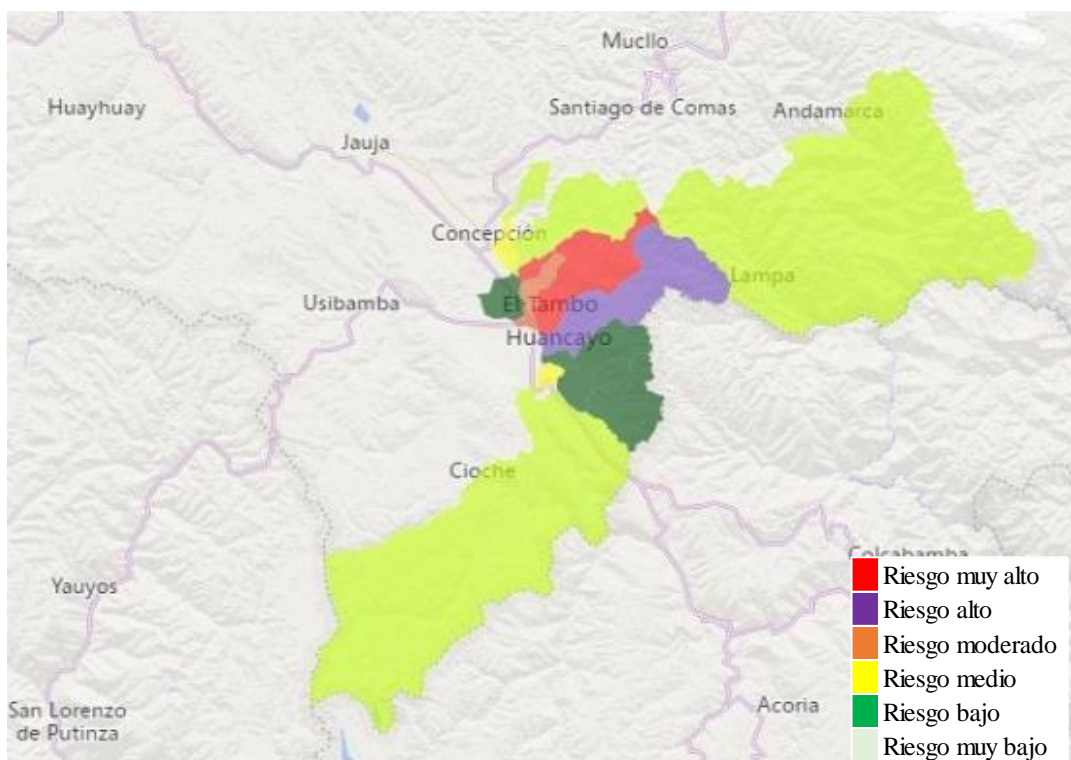 Mucllo
Huayhuay
Santiago de Comas
Andamarca
Jauja
Concepción
Lampa
Usibamba
El Tambo
Huancayo
Cioche
Colcabamba
Yauyos
Acoria
San Lorenzo
de Putinza
Riesgo muy alto
Riesgo alto
Riesgo moderado
Riesgo medio
Riesgo bajo
Riesgo muy bajo